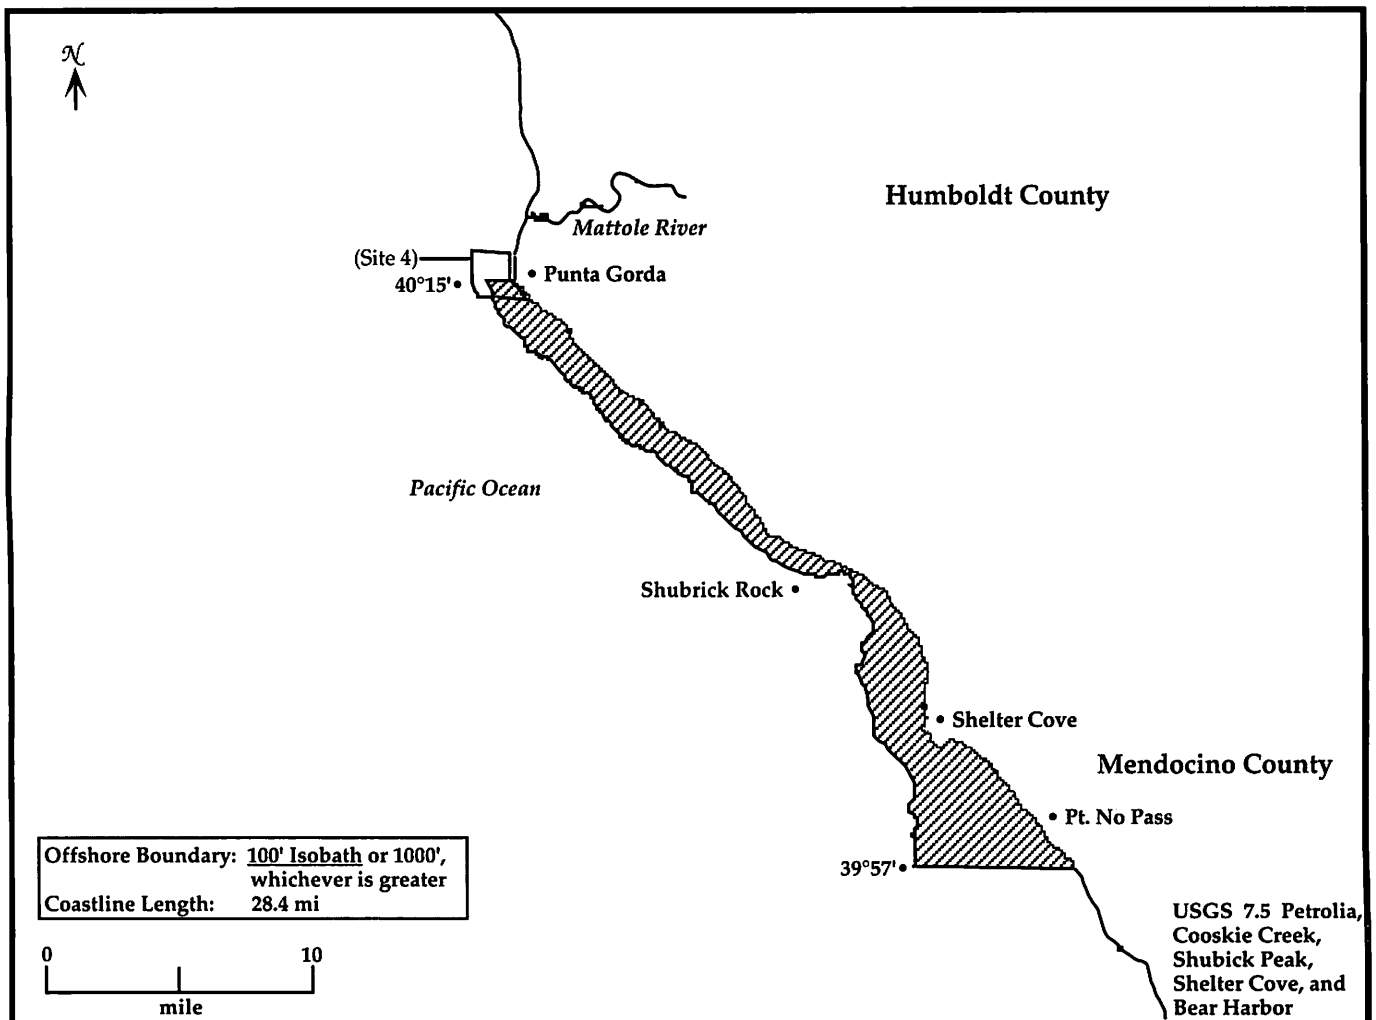 N
Humboldt County
Mattole River
(Site 4)
Punta Gorda
40°15'
Pacific Ocean
Shubrick Rock
Shelter Cove
Mendocino County
Pt. No Pass
39°57'
Offshore Boundary: 100' Isobath or 1000',
whichever is greater
Coastline Length: 28.4 mi
0 10
mile
USGS 7.5 Petrolia,
Cooskie Creek,
Shubick Peak,
Shelter Cove, and
Bear Harbor